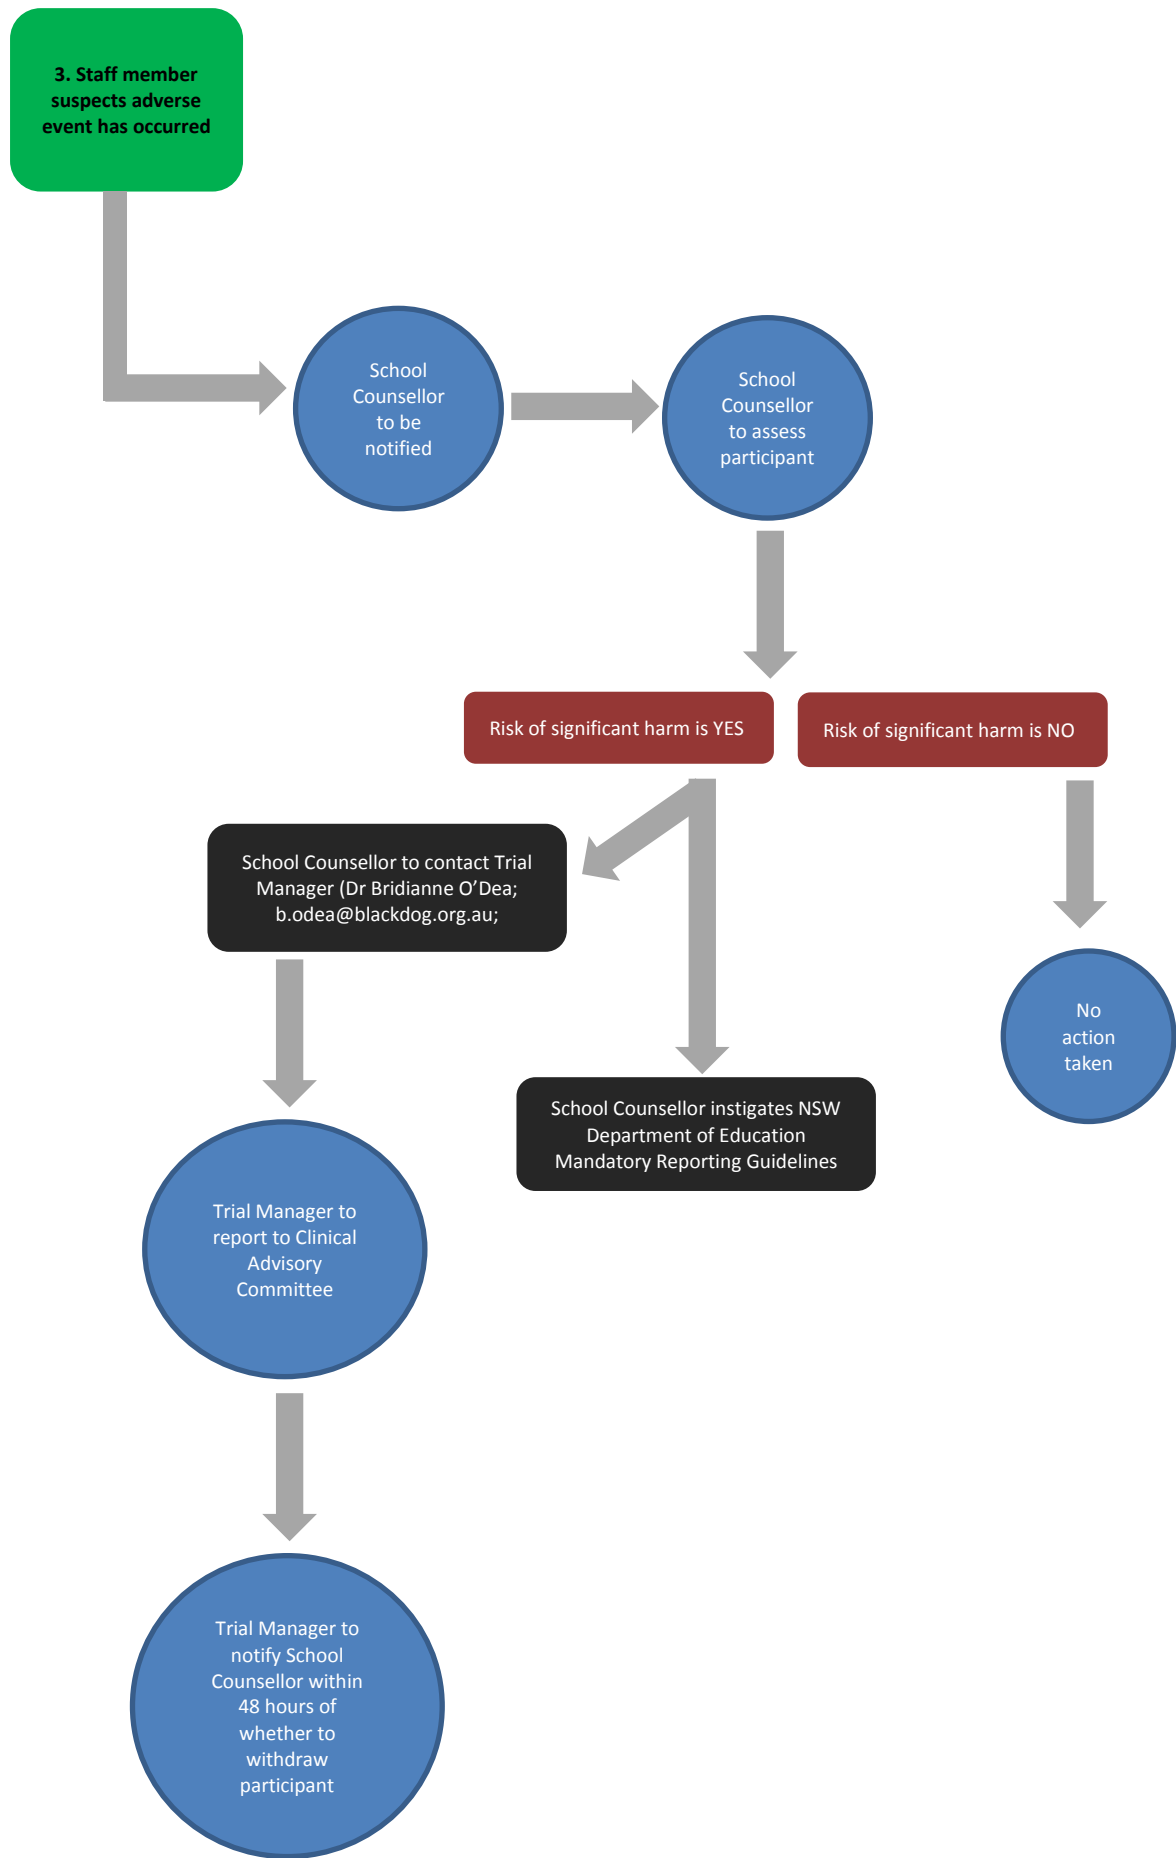 3. Staff member
suspects adverse
event has occurred
School
Counsellor
to be
notified
School
Counsellor
to assess
participant
Risk of significant harm is YES
Risk of significant harm is NO
School Counsellor to contact Trial
Manager (Dr Bridianne O’Dea;
b.odea@blackdog.org.au;
No
action
taken
School Counsellor instigates NSW
Department of Education
Mandatory Reporting Guidelines
Trial Manager to
report to Clinical
Advisory
Committee
Trial Manager to
notify School
Counsellor within
48 hours of
whether to
withdraw
participant